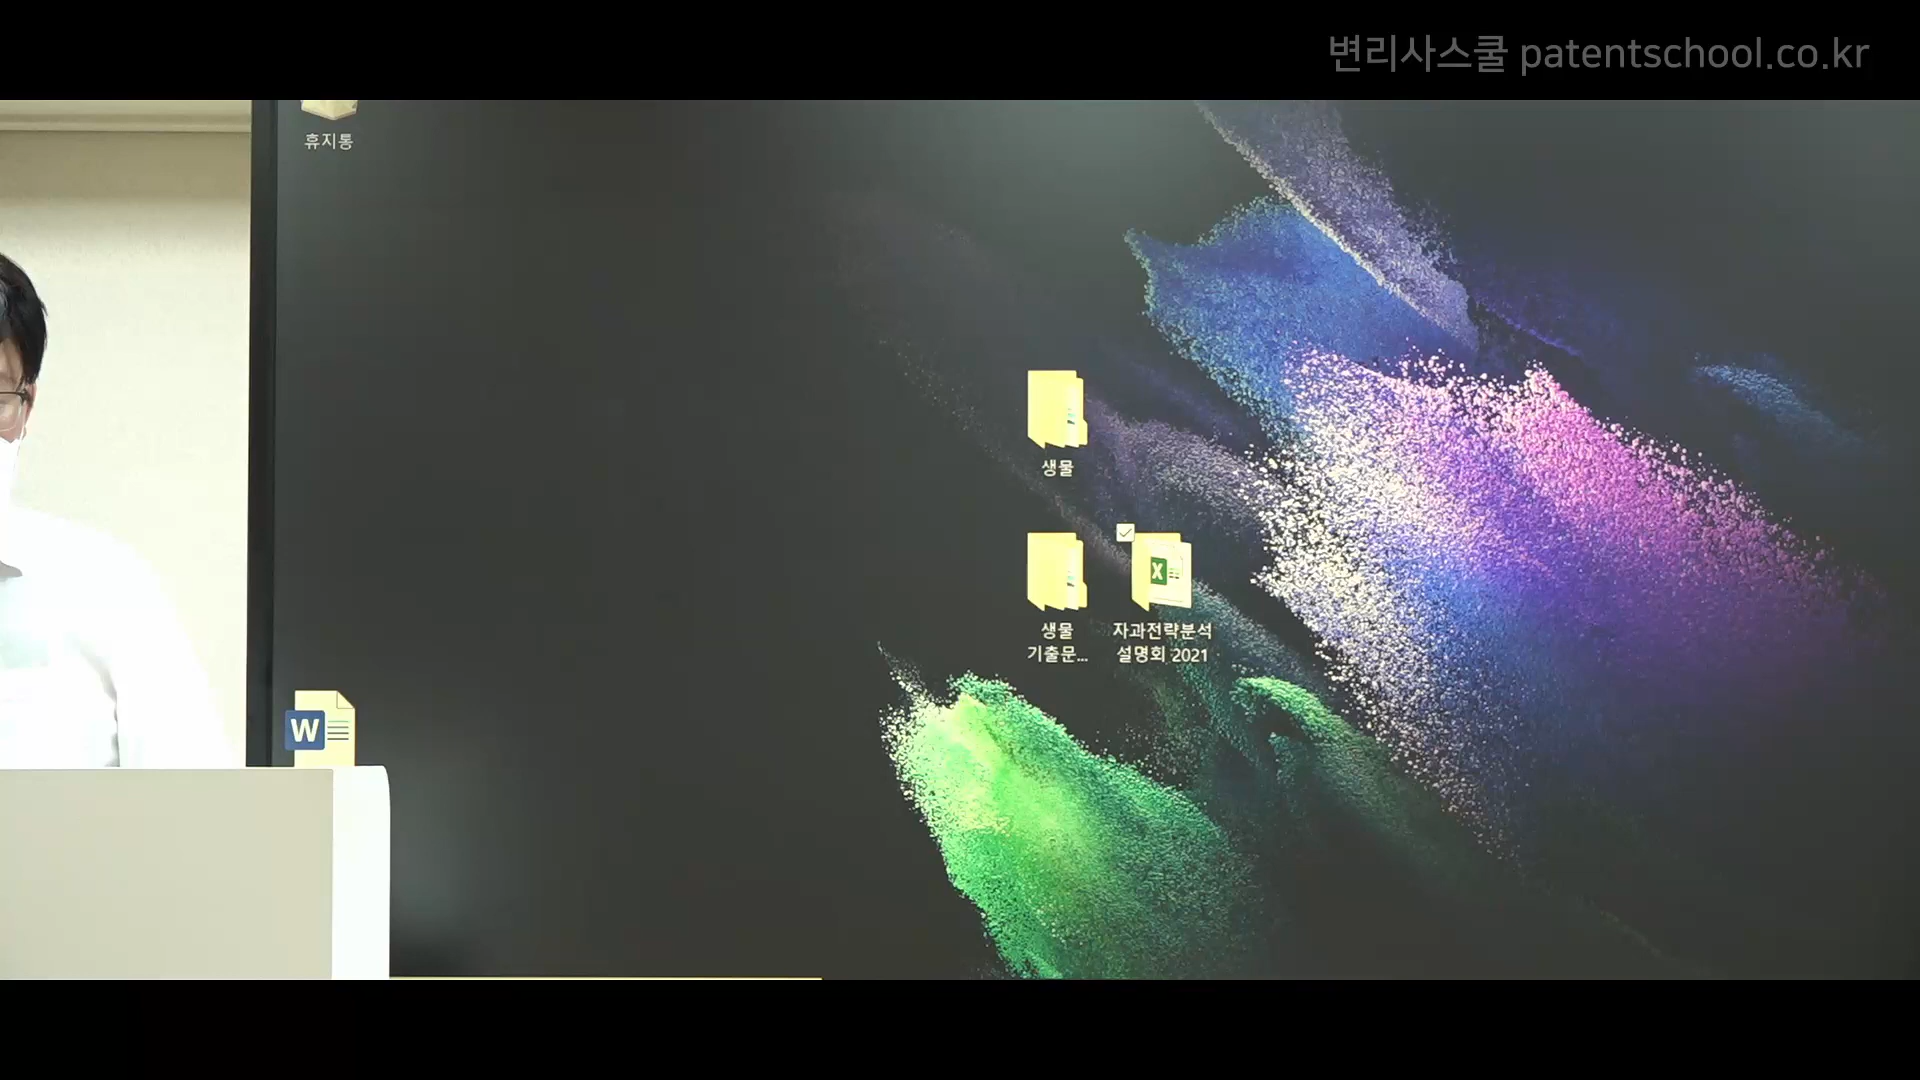 변리사스쿨 patentschool.co.kr
휴지통
생물
생물
기출문...
자과전략분석
설명회 2021
W
X